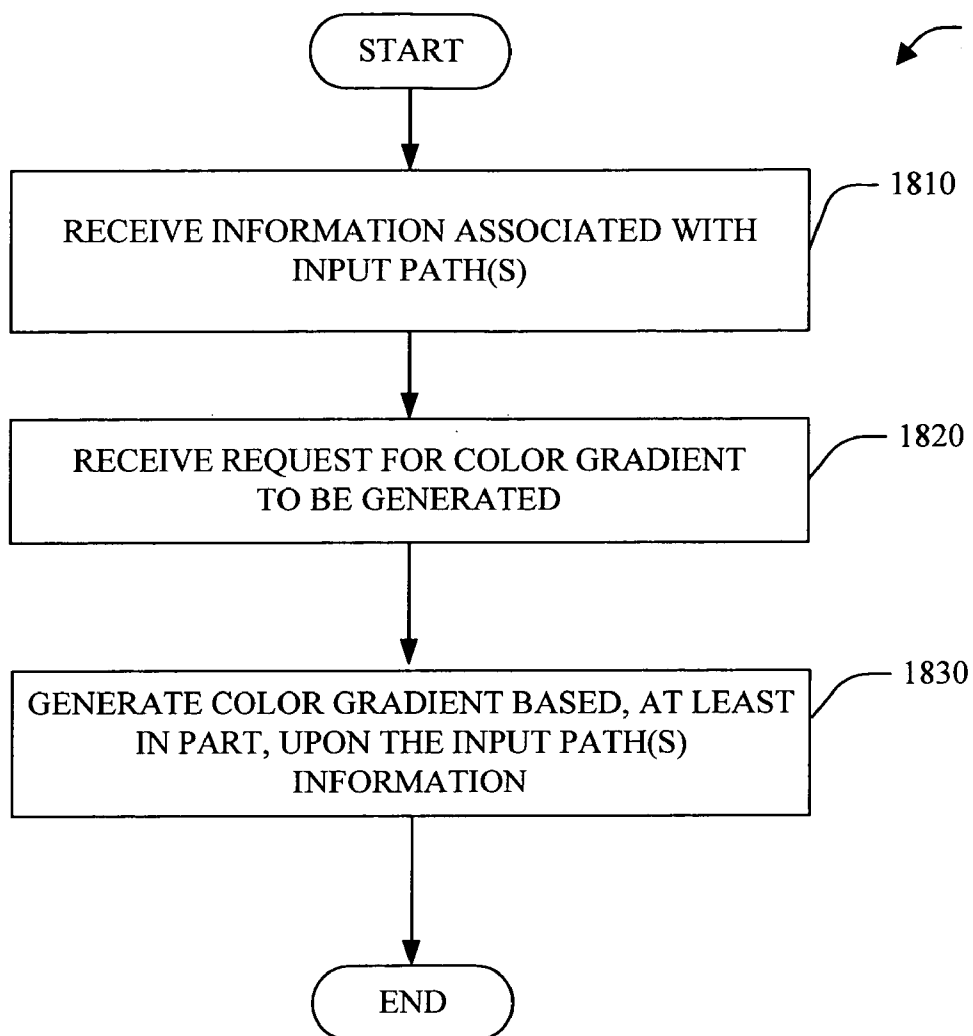 START
1810
RECEIVE INFORMATION ASSOCIATED WITH
INPUT PATH(S)
1820
RECEIVE REQUEST FOR COLOR GRADIENT
TO BE GENERATED
1830
GENERATE COLOR GRADIENT BASED, AT LEAST
IN PART, UPON THE INPUT PATH(S)
INFORMATION
END